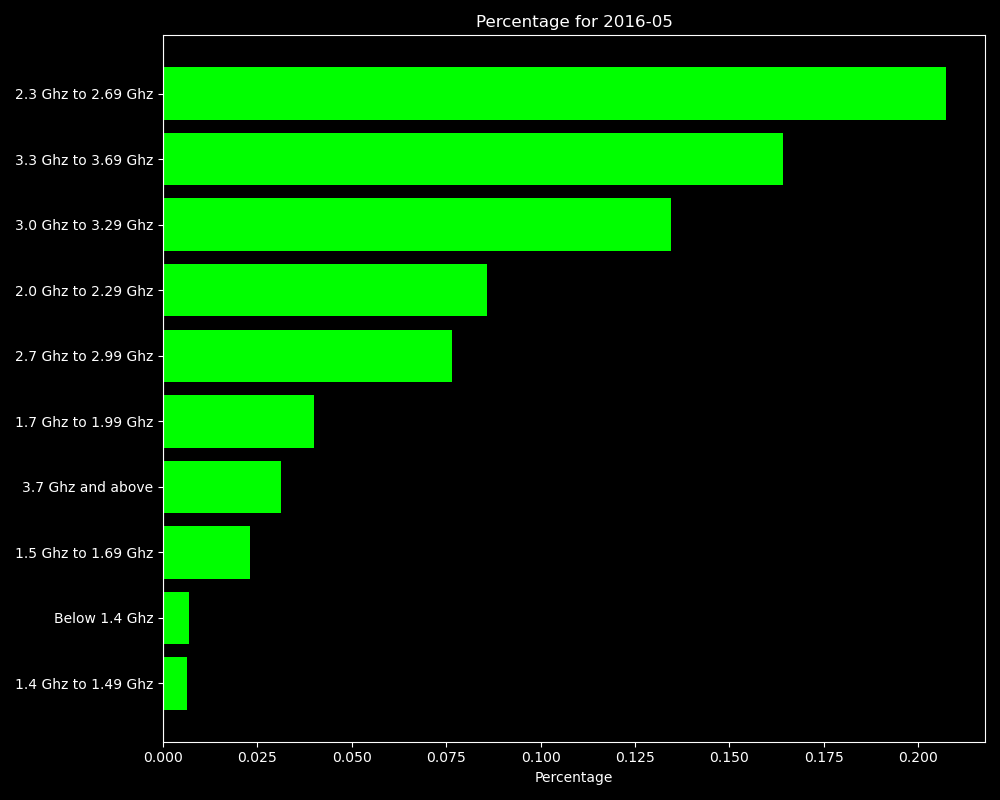 Percentage for 2016-05
2.3 Ghz to 2.69 Ghz
3.3 Ghz to 3.69 Ghz
3.0 Ghz to 3.29 Ghz
2.0 Ghz to 2.29 Ghz
2.7 Ghz to 2.99 Ghz
1.7 Ghz to 1.99 Ghz
3.7 Ghz and above
1.5 Ghz to 1.69 Ghz
Below 1.4 Ghz
1.4 Ghz to 1.49 Ghz
0.000 0.025 0.050 0.075 0.100 0.125 0.150 0.175 0.200
Percentage